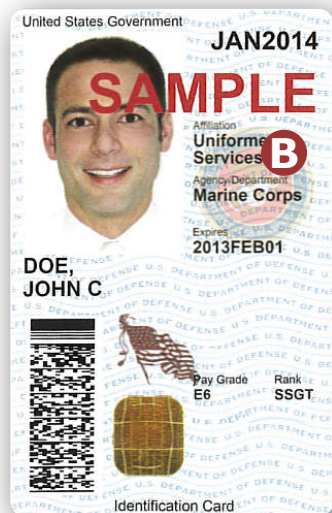 United States Government
JAN2014
SAMPLE
Affiliation
Uniforme
Services
B
Agency/Department
Marine Corps
Expires
2013FEB01
DOE,
JOHN C
Pay Grade Rank
E6 SSGT
Identification Card